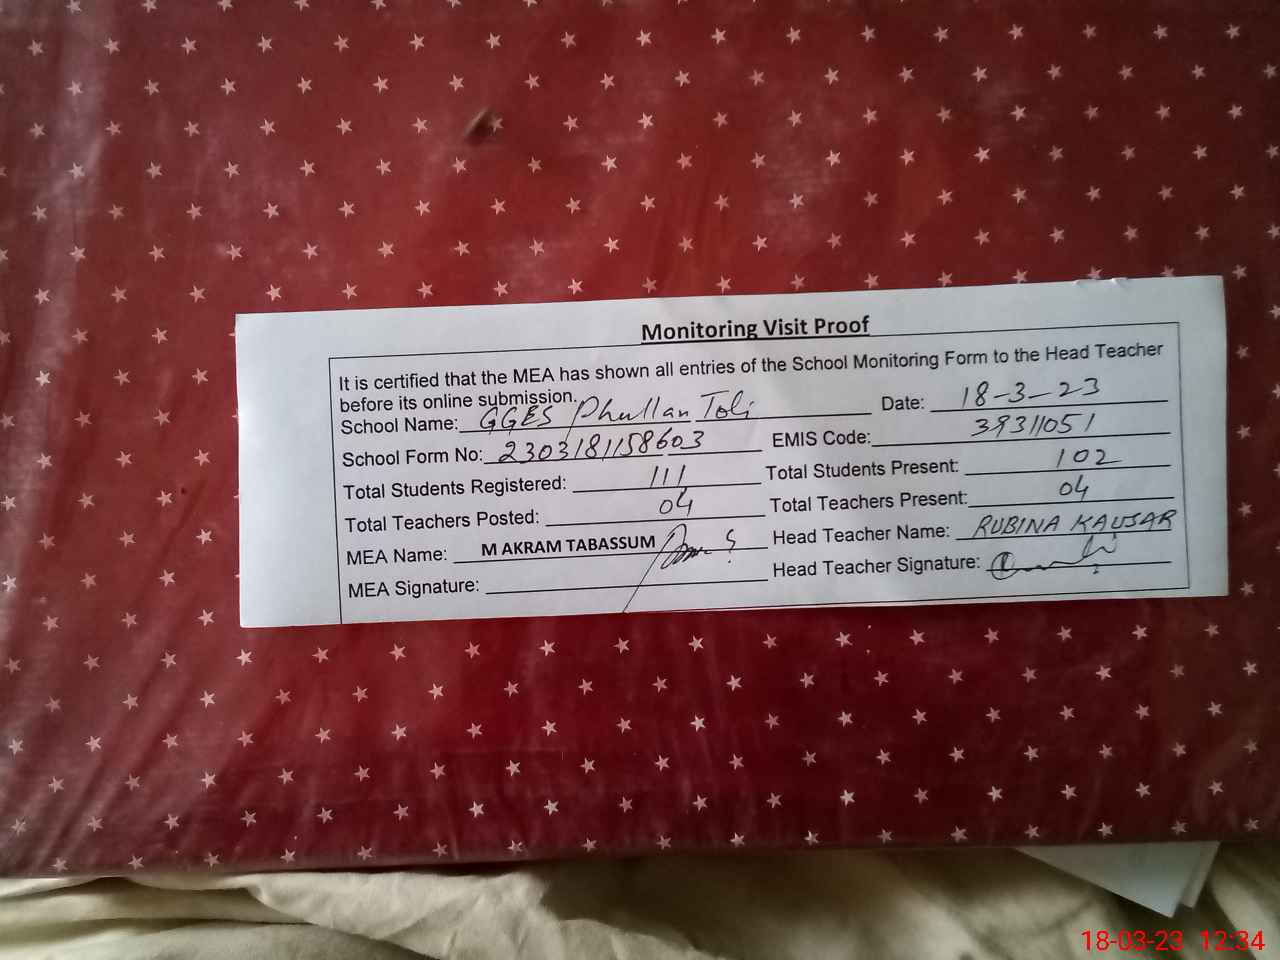 Monitoring Visit Proof
It is certified that the MEA has shown all entries of the School Monitoring Form to the Head Teacher
before its online submission.
School Name: GGES Phullan Toli Date: 18-3-23
School Form No: 2303181158603 EMIS Code: 39311051
Total Students Registered: 111 Total Students Present: 102
Total Teachers Posted: 04 Total Teachers Present: 04
MEA Name: M AKRAM TABASSUM Head Teacher Name: RUBINA KAUSAR
MEA Signature: Head Teacher Signature:
18-03-23 12:34